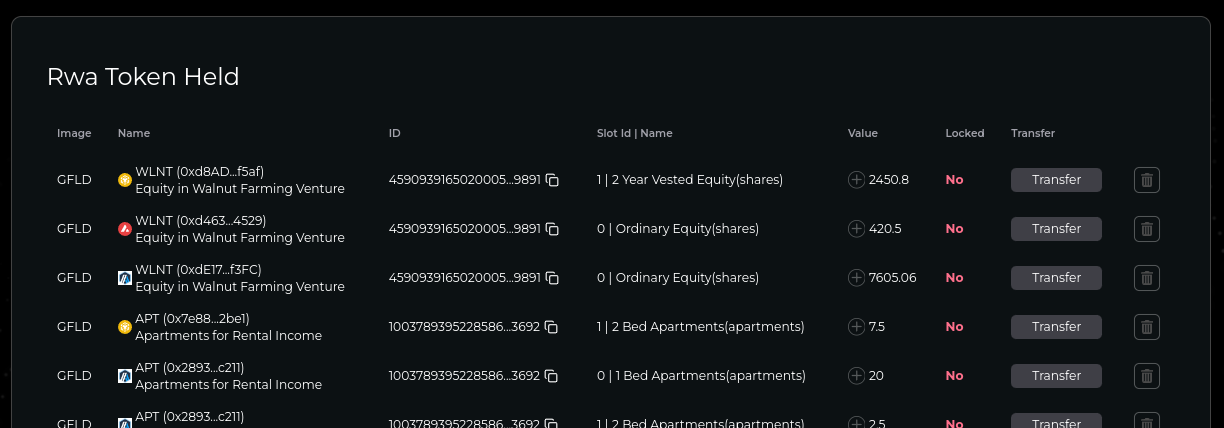 Rwa Token Held
Image Name ID Slot Id | Name Value Locked Transfer
GFLD WLNT (0xd8AD...f5af) 4590939165020005...9891 1 | 2 Year Vested Equity(shares) 2450.8 No Transfer
Equity in Walnut Farming Venture
GFLD WLNT (0xd463...4529) 4590939165020005...9891 0 | Ordinary Equity(shares) 420.5 No Transfer
Equity in Walnut Farming Venture
GFLD WLNT (0xdE17...f3FC) 4590939165020005...9891 0 | Ordinary Equity(shares) 7605.06 No Transfer
Equity in Walnut Farming Venture
GFLD APT (0x7e88...2be1) 1003789395228586...3692 1 | 2 Bed Apartments(apartments) 7.5 No Transfer
Apartments for Rental Income
GFLD APT (0x2893...c211) 1003789395228586...3692 0 | 1 Bed Apartments(apartments) 20 No Transfer
Apartments for Rental Income
GFLD APT (0x2893...c211) 1003789395228586...3692 1 | 2 Bed Apartments(apartments) 2.5 No Transfer